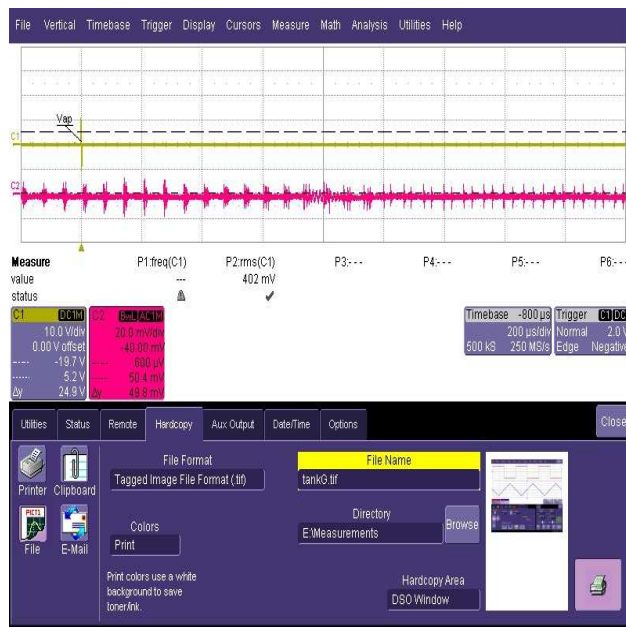 File Vertical Timebase Trigger Display Cursors Measure Math Analysis Utilities Help
Vap
C1
C2
Measure P1:freq(C1) P2:rms(C1) P3:--- P4:--- P5:--- P6:--
value --- 402 mV
status
C1 DC1M C2 BwL AC1M Timebase -800 µs Trigger C1 DC
10.0 V/div 20.0 mV/div 200 µs/div Normal 2.0 V
0.00 V offset -40.00 mV 500 kS 250 MS/s Edge Negative
-19.7 V 600 µV
5.2 V 50.4 mV
Δy 24.9 V Δy 49.8 mV
Utilities Status Remote Hardcopy Aux Output Date/Time Options Close
File Format File Name
Tagged Image File Format (.tif) tankG.tif
Printer Clipboard
Colors Directory
Print E:\Measurements Browse
File E-Mail
Print colors use a white
background to save
toner/ink.
Hardcopy Area
DSO Window